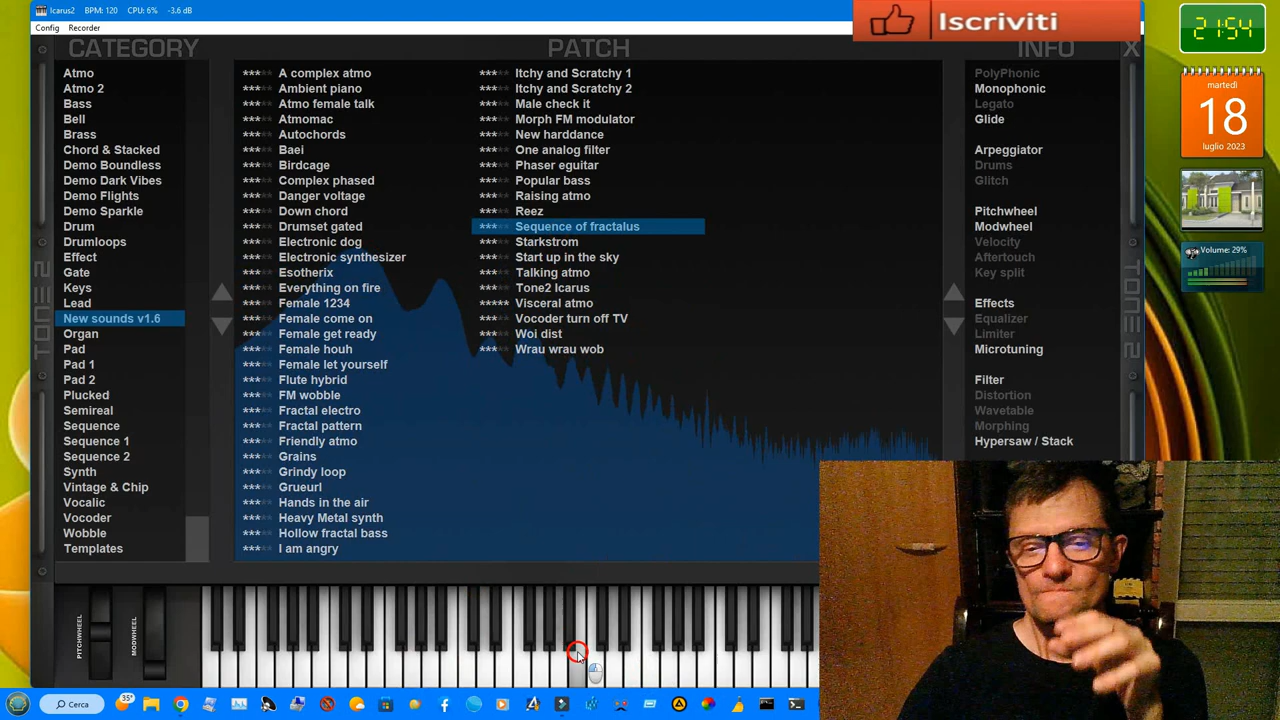 Icarus2 BPM: 120 CPU: 6% -3.6 dB
Config Recorder
Iscriviti
21:54
martedì
18
luglio 2023
Volume: 29%
CATEGORY
Atmo
Atmo 2
Bass
Bell
Brass
Chord & Stacked
Demo Boundless
Demo Dark Vibes
Demo Flights
Demo Sparkle
Drum
Drumloops
Effect
Gate
Keys
Lead
New sounds v1.6
Organ
Pad
Pad 1
Pad 2
Plucked
Semireal
Sequence
Sequence 1
Sequence 2
Synth
Vintage & Chip
Vocalic
Vocoder
Wobble
Templates
PATCH
*** A complex atmo
*** Ambient piano
*** Atmo female talk
*** Atmomac
*** Autochords
*** Baei
*** Birdcage
*** Complex phased
*** Danger voltage
*** Down chord
*** Drumset gated
*** Electronic dog
*** Electronic synthesizer
*** Esotherix
*** Everything on fire
*** Female 1234
*** Female come on
*** Female get ready
*** Female houh
*** Female let yourself
*** Flute hybrid
*** FM wobble
*** Fractal electro
*** Fractal pattern
*** Friendly atmo
*** Grains
*** Grindy loop
*** Grueurl
*** Hands in the air
*** Heavy Metal synth
*** Hollow fractal bass
*** I am angry
*** Itchy and Scratchy 1
*** Itchy and Scratchy 2
*** Male check it
*** Morph FM modulator
*** New harddance
*** One analog filter
*** Phaser eguitar
*** Popular bass
*** Raising atmo
*** Reez
*** Sequence of fractalus
*** Starkstrom
*** Start up in the sky
*** Talking atmo
*** Tone2 Icarus
***** Visceral atmo
*** Vocoder turn off TV
*** Woi dist
*** Wrau wrau wob
INFO X
PolyPhonic
Monophonic
Legato
Glide
Arpeggiator
Drums
Glitch
Pitchwheel
Modwheel
Velocity
Aftertouch
Key split
Effects
Equalizer
Limiter
Microtuning
Filter
Distortion
Wavetable
Morphing
Hypersaw / Stack
TONE 2
TONE 2
PITCHWHEEL
MODWHEEL
Cerca
35°